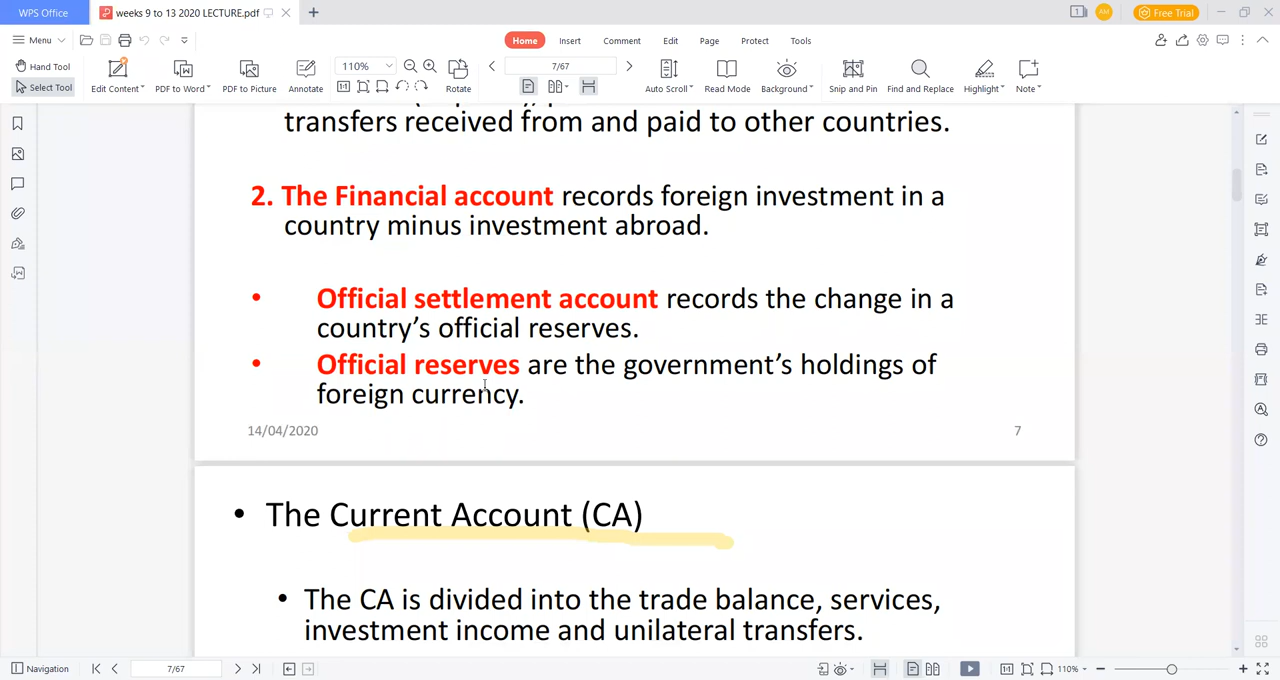 WPS Office
weeks 9 to 13 2020 LECTURE.pdf
1
AM
Free Trial
Menu
Home
Insert
Comment
Edit
Page
Protect
Tools
Hand Tool
Select Tool
Edit Content
PDF to Word
PDF to Picture
Annotate
110%
Rotate
7/67
Auto Scroll
Read Mode
Background
Snip and Pin
Find and Replace
Highlight
Note
transfers received from and paid to other countries.
2. The Financial account records foreign investment in a
country minus investment abroad.
• Official settlement account records the change in a
country's official reserves.
• Official reserves are the government's holdings of
foreign currency.
14/04/2020
7
• The Current Account (CA)
• The CA is divided into the trade balance, services,
investment income and unilateral transfers.
Navigation
7/67
110%